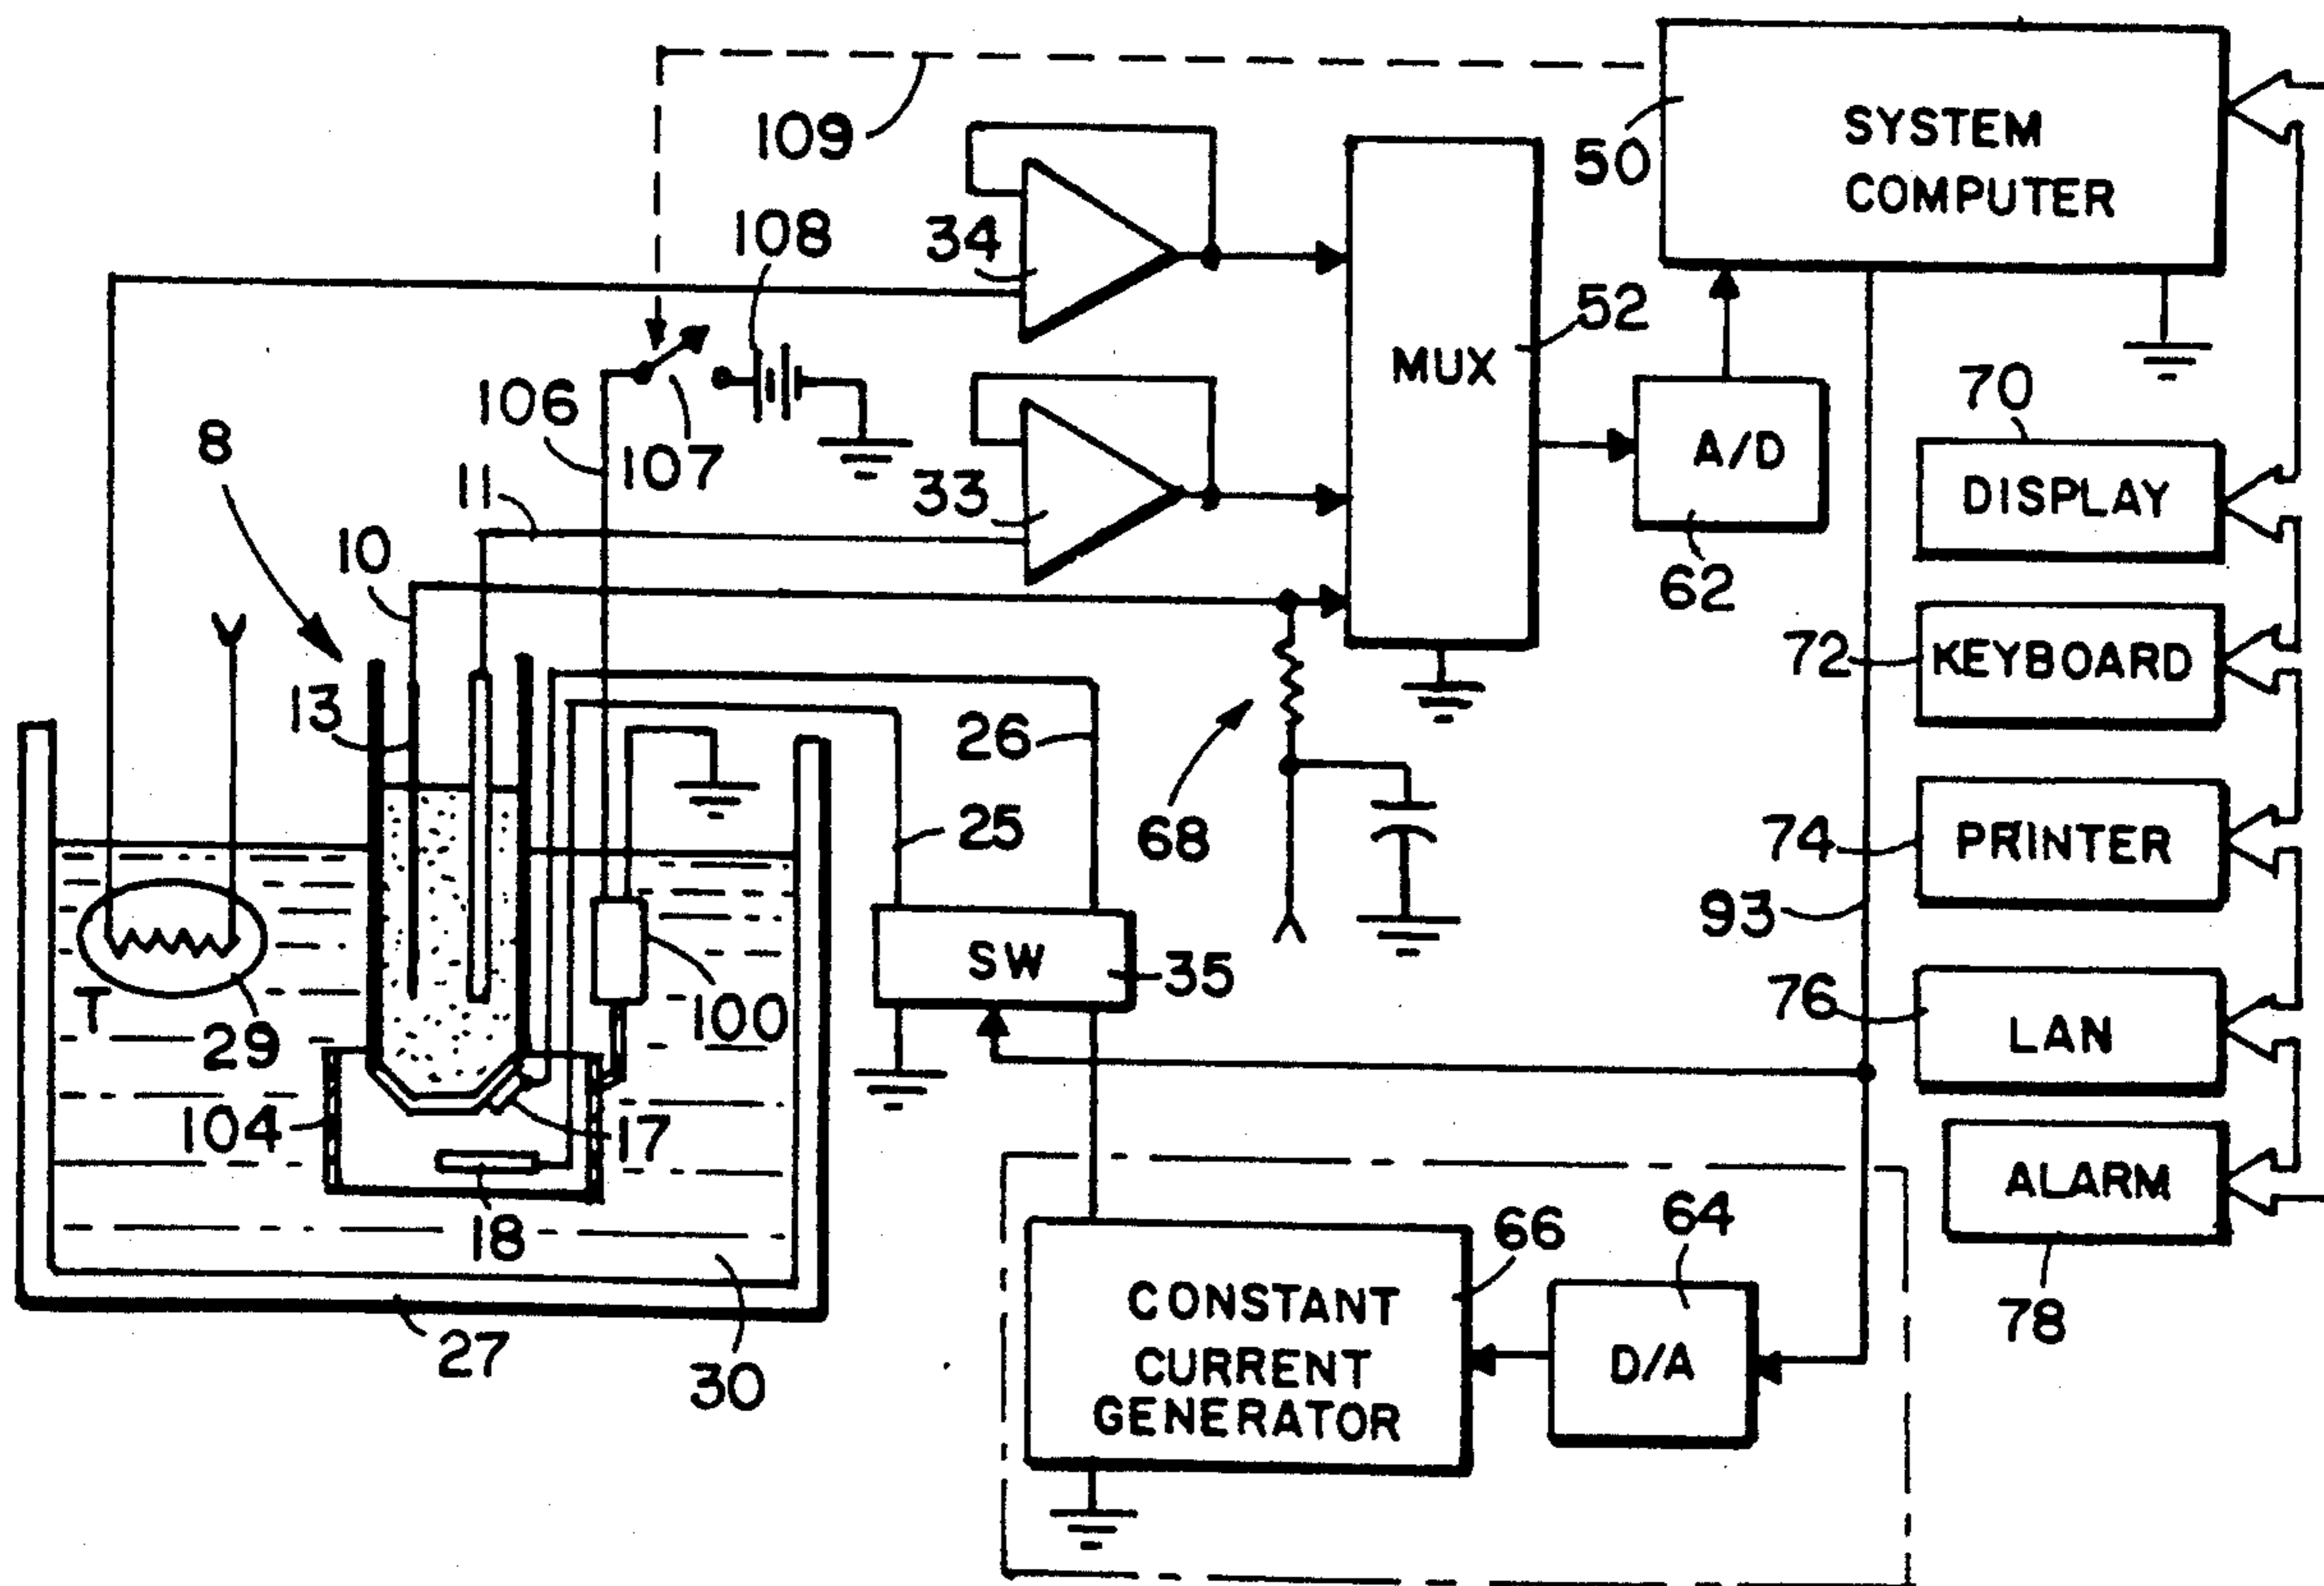 SYSTEM
COMPUTER
50
109
108
34
52
MUX
70
106
107
8
11
33
A/D
DISPLAY
10
62
72
KEYBOARD
13
26
25
68
74
PRINTER
93
SW
35
100
76
LAN
T
29
104
17
ALARM
18
66
64
78
CONSTANT
CURRENT
GENERATOR
D/A
27
30